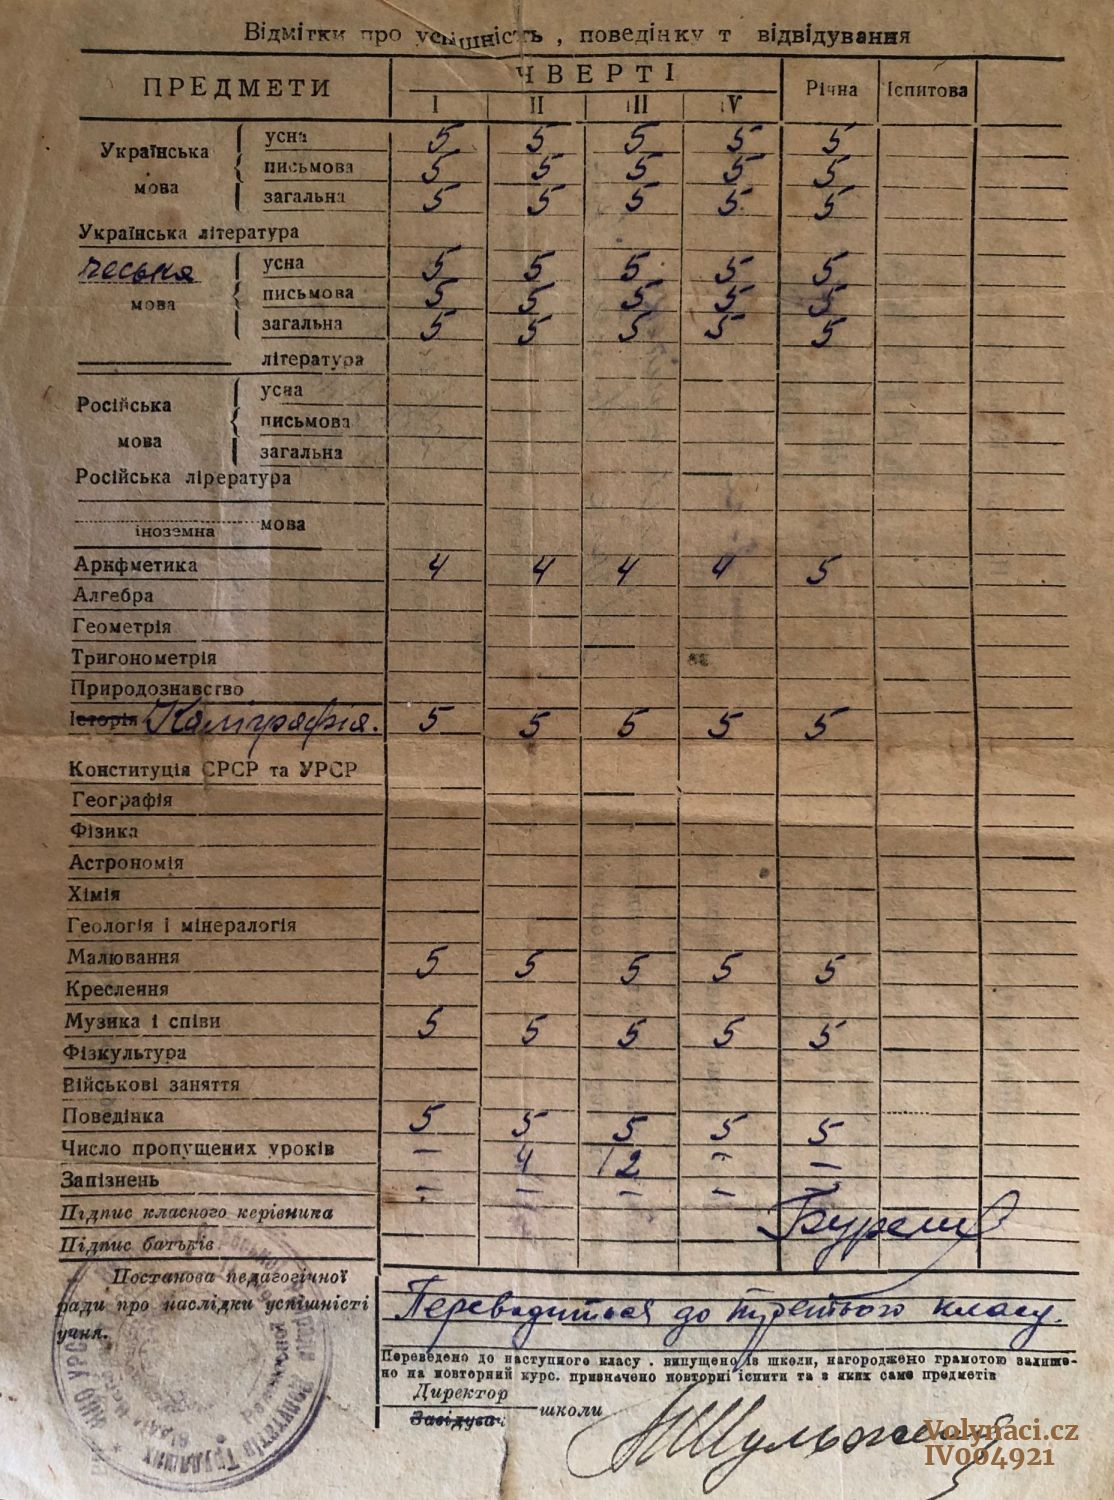 Відмітки про успішність, поведінку т відвідування
ПРЕДМЕТИ ЧВЕРТІ Річна Іспитова
I II III IV
Українська мова усна 5 5 5 5 5
письмова 5 5 5 5 5
загальна 5 5 5 5 5
Українська література
чеська мова усна 5 5 5 5 5
письмова 5 5 5 5 5
загальна 5 5 5 5 5
література
Російська мова усна
письмова
загальна
Російська лірература
іноземна мова
Арифметика 4 4 4 4 5
Алгебра
Геометрія
Тригонометрія
Природознавство
Історія Каліграфія. 5 5 5 5 5
Конституція СРСР та УРСР
Географія
Фізика
Астрономія
Хімія
Геологія і мінералогія
Малювання 5 5 5 5 5
Креслення
Музика і співи 5 5 5 5 5
Фізкультура
Військові заняття
Поведінка 5 5 5 5 5
Число пропущених уроків – 4 12 – –
Запізнень – – – – –
Підпис класного керівника
Підпис батьків
Постанова педагогічної
ради про наслідки успішності
учня.
Переводиться до третього класу.
Переведено до наступного класу. випущено із школи, нагороджено грамотою залише-
но на повторний курс. призначено повторні іспити та з яких саме предметів
Директор
Завідувач школи
Volynaci.cz
IV004921